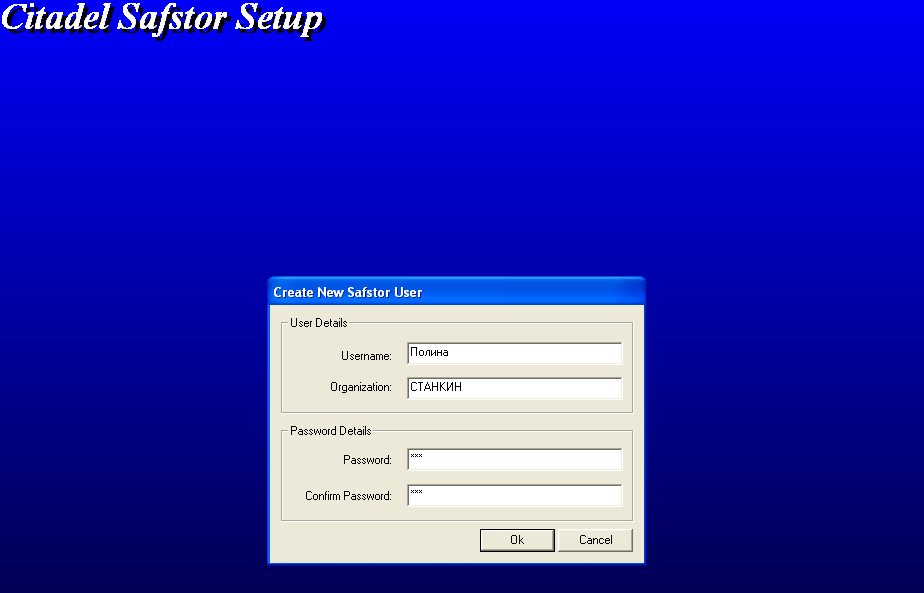 Citadel Safstor Setup
Create New Safstor User
User Details
Username: Полина
Organization: СТАНКИН
Password Details
Password: ***
Confirm Password: ***
Ok Cancel